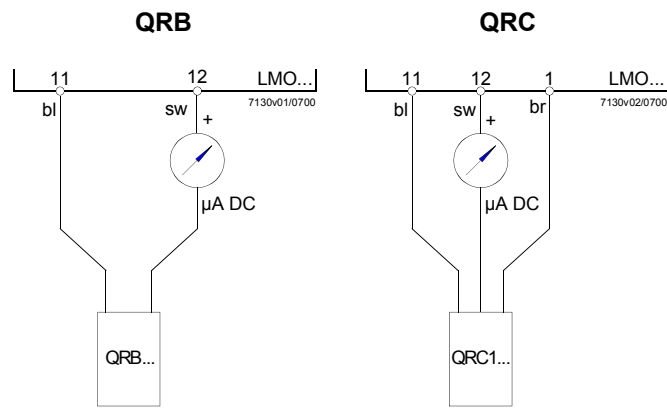 QRB
11 12 LMO...
bl sw 7130v01/0700
+
µA DC
QRB...
QRC
11 12 1 LMO...
bl sw br 7130v02/0700
+
µA DC
QRC1...